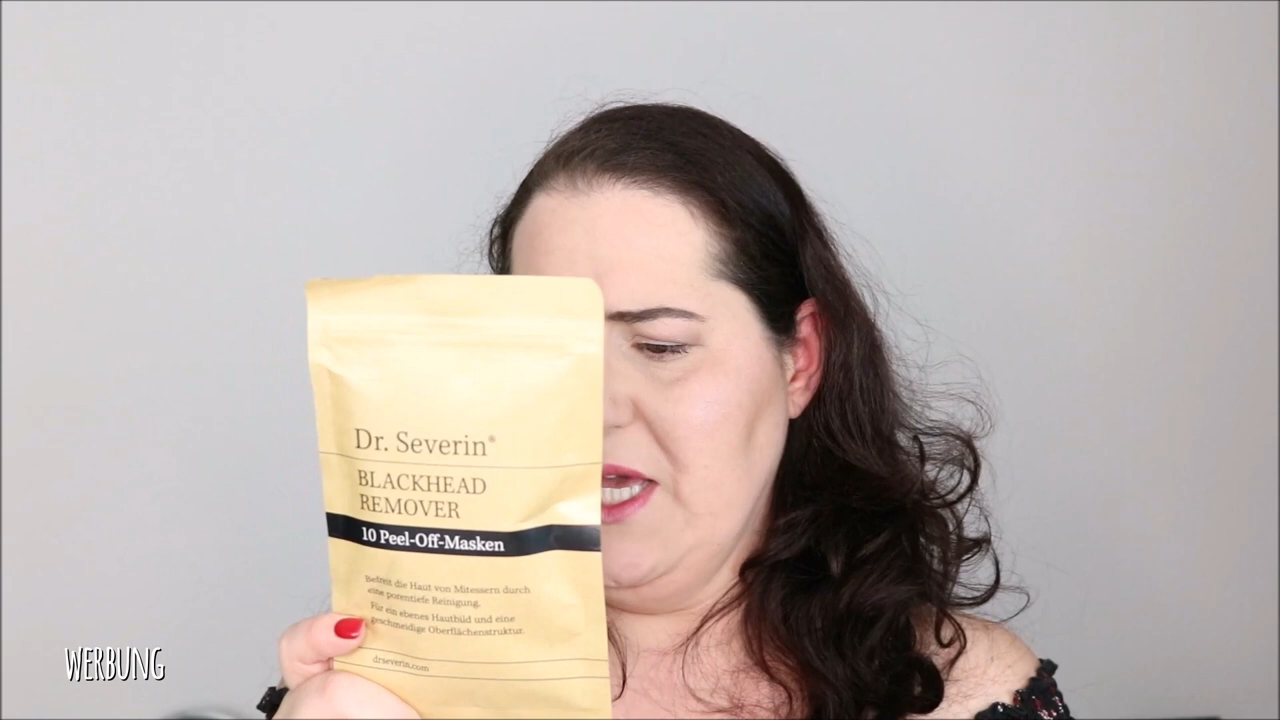 Dr. Severin®
BLACKHEAD
REMOVER
10 Peel-Off-Masken
Befreit die Haut von Mitessern durch
eine porentiefe Reinigung.
Für ein ebenes Hautbild und eine
geschmeidige Oberflächenstruktur.
drseverin.com
WERBUNG